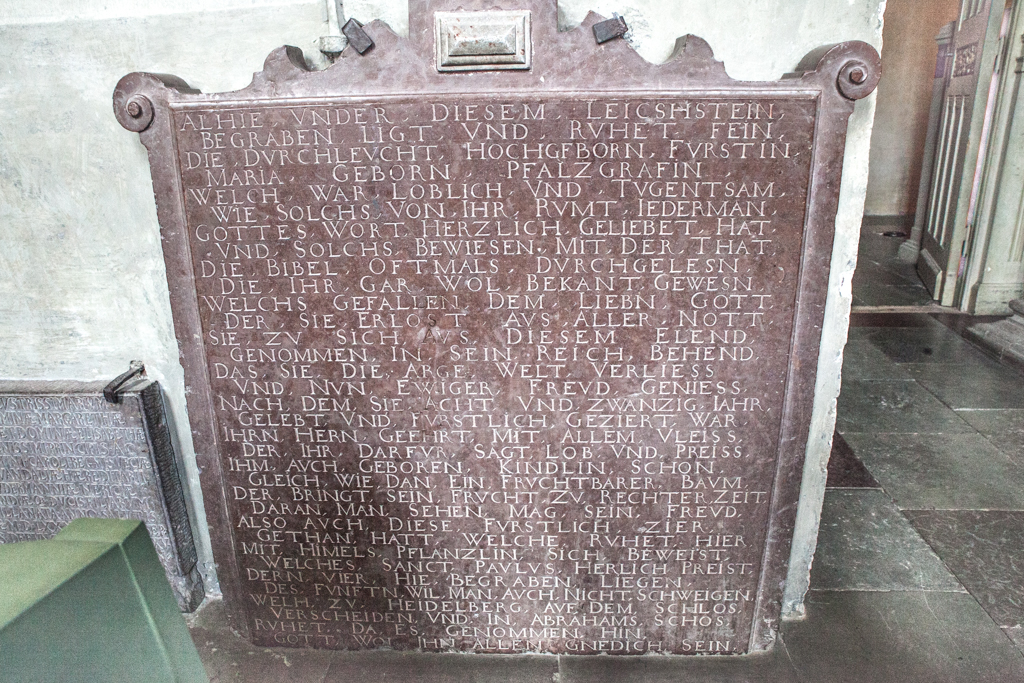 ALHIE VNDER, DIESEM, LEICSHSTEIN,
BEGRABEN LIGT, VND, RVHET, FEIN,
DIE, DVRCHLEVCHT, HOCHGEBORN, FVRSTIN,
MARIA GEBORN, PFALZGRAFIN,
WELCH WAR, LOBLICH VND, TVGENTSAM,
WIE, SOLCHS, VON, IHR, RVMT, IEDERMAN,
GOTTES, WORT, HERZLICH, GELIEBET, HAT,
VND SOLCHS, BEWIESEN, MIT, DER, THAT
DIE BIBEL, OFTMALS, DVRCHGELESN,
DIE, IHR GAR, WOL, BEKANT, GEWESN
WELCHS GEFALLEN DEM, LIEBN GOTT
DER SIE, ERLOST, AVS, ALLER NOTT
SIE, ZV SICH, AVS, DIESEM ELEND,
GENOMMEN, IN, SEIN, REICH, BEHEND,
DAS, SIE, DIE, ARGE, WELT, VERLIESS
VND NVN EWIGER, FREVD, GENIESS,
NACH, DEM, SIE, ACHT, VND, ZWANZIG, IAHR,
GELEBT, VND, FVRSTLICH, GEZIERT, WAR,
IHRN, HERN, GEEHRT, MIT, ALLEM, VLEISS,
DER, IHR DARFVR, SAGT, LOB, VND, PREISS,
IHM, AVCH, GEBOREN, KINDLIN, SCHON,
GLEICH, WIE, DAN, EIN, FRVCHTBARER, BAVM,
DER, BRINGT, SEIN, FRVCHT, ZV, RECHTER, ZEIT
DARAN, MAN, SEHEN, MAG, SEIN, FREVD,
ALSO, AVCH, DIESE, FVRSTLICH, ZIER,
GETHAN, HATT, WELCHE, RVHET, HIER
MIT, HIMELS, PFLANZLIN, SICH, BEWEIST,
WELCHES, SANCT, PAVLVS, HERLICH PREIST
DERN, VIER, HIE, BEGRABEN, LIEGEN,
DES, FVNFTN, WIL, MAN, AVCH, NICHT, SCHWEIGEN,
WELH, ZV, HEIDELBERG, AVF, DEM, SCHLOS,
VERSCHEIDEN, VND, IN, ABRAHAMS, SCHOS
RVHET, DA, ES, GENOMMEN, HIN,
GOTT, WOL, IHN, ALLEN, GNEDICH, SEIN,